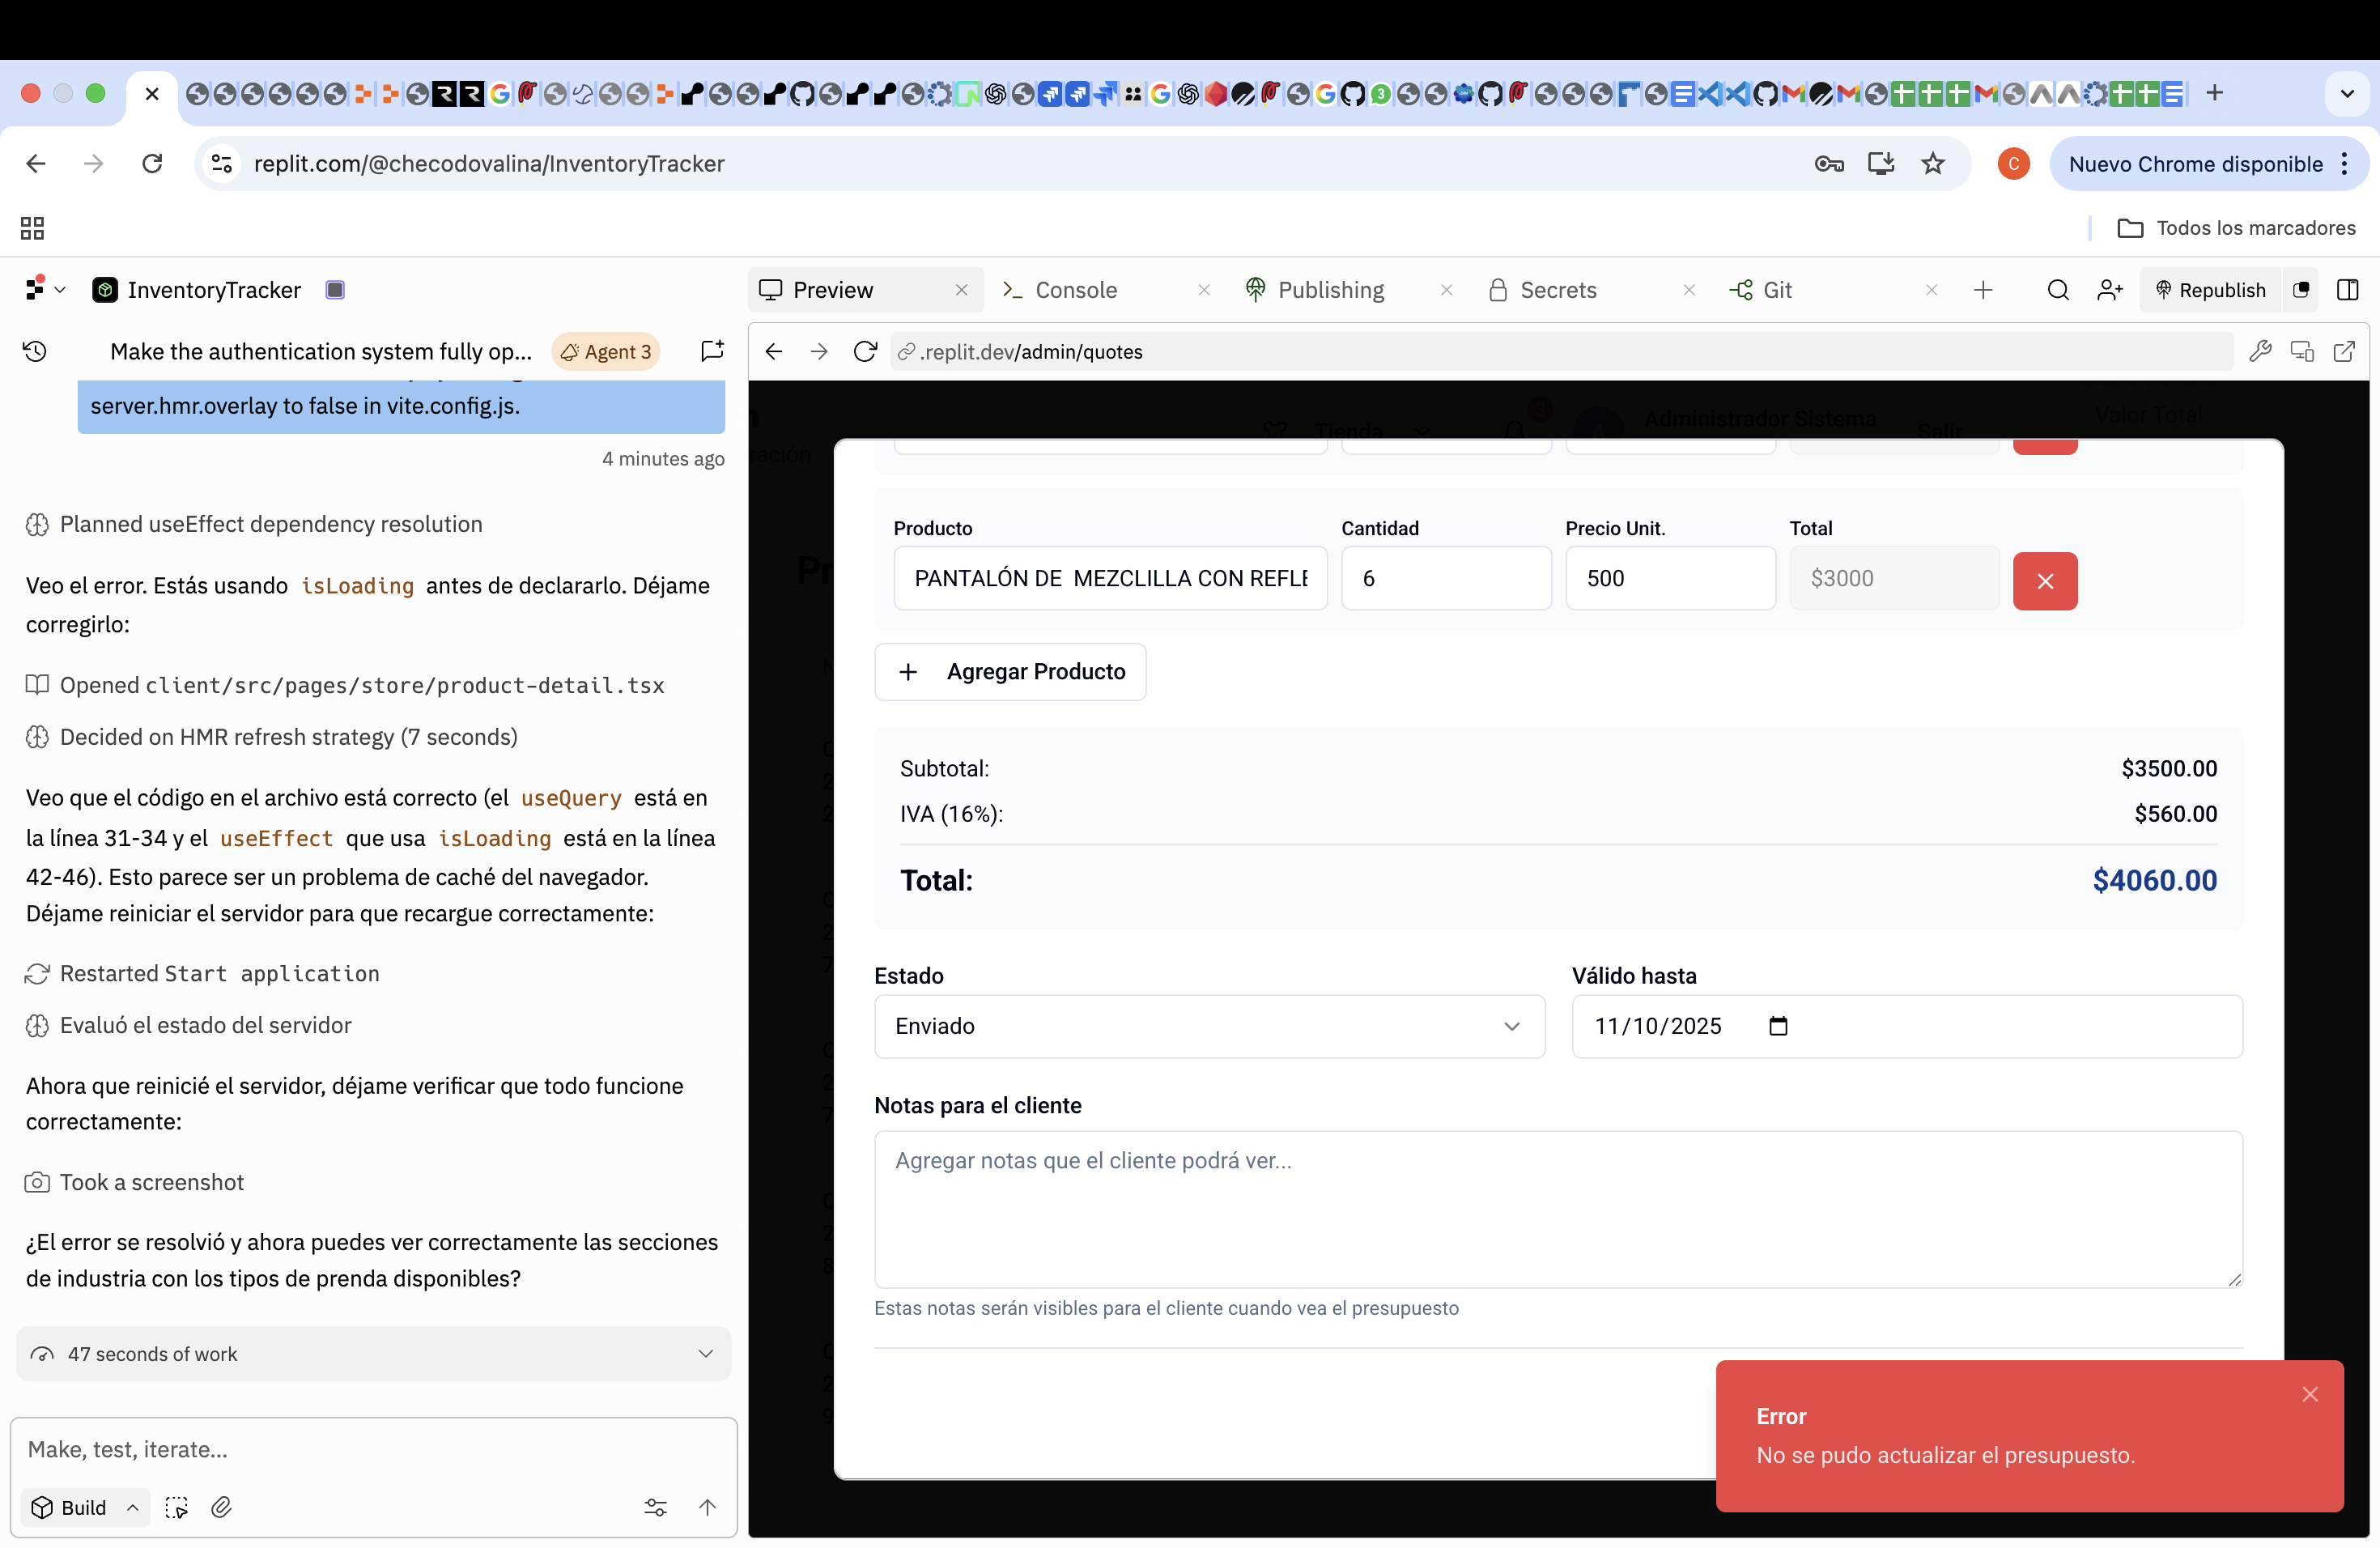 replit.com/@checodovalina/InventoryTracker
C
Nuevo Chrome disponible
Todos los marcadores
InventoryTracker
Preview
Console
Publishing
Secrets
Git
Republish
Make the authentication system fully op...
Agent 3
.replit.dev/admin/quotes
server.hmr.overlay to false in vite.config.js.
4 minutes ago
Planned useEffect dependency resolution
Veo el error. Estás usando isLoading antes de declararlo. Déjame
corregirlo:
Opened client/src/pages/store/product-detail.tsx
Decided on HMR refresh strategy (7 seconds)
Veo que el código en el archivo está correcto (el useQuery está en
la línea 31-34 y el useEffect que usa isLoading está en la línea
42-46). Esto parece ser un problema de caché del navegador.
Déjame reiniciar el servidor para que recargue correctamente:
Restarted Start application
Evaluó el estado del servidor
Ahora que reinicié el servidor, déjame verificar que todo funcione
correctamente:
Took a screenshot
¿El error se resolvió y ahora puedes ver correctamente las secciones
de industria con los tipos de prenda disponibles?
47 seconds of work
Make, test, iterate...
Build
Tienda
3
Administrador Sistema
Salir
Valor Total
Producto
Cantidad
Precio Unit.
Total
PANTALÓN DE MEZCLILLA CON REFLE
6
500
$3000
Agregar Producto
Subtotal:
$3500.00
IVA (16%):
$560.00
Total:
$4060.00
Estado
Válido hasta
Enviado
11/10/2025
Notas para el cliente
Agregar notas que el cliente podrá ver...
Estas notas serán visibles para el cliente cuando vea el presupuesto
Error
No se pudo actualizar el presupuesto.